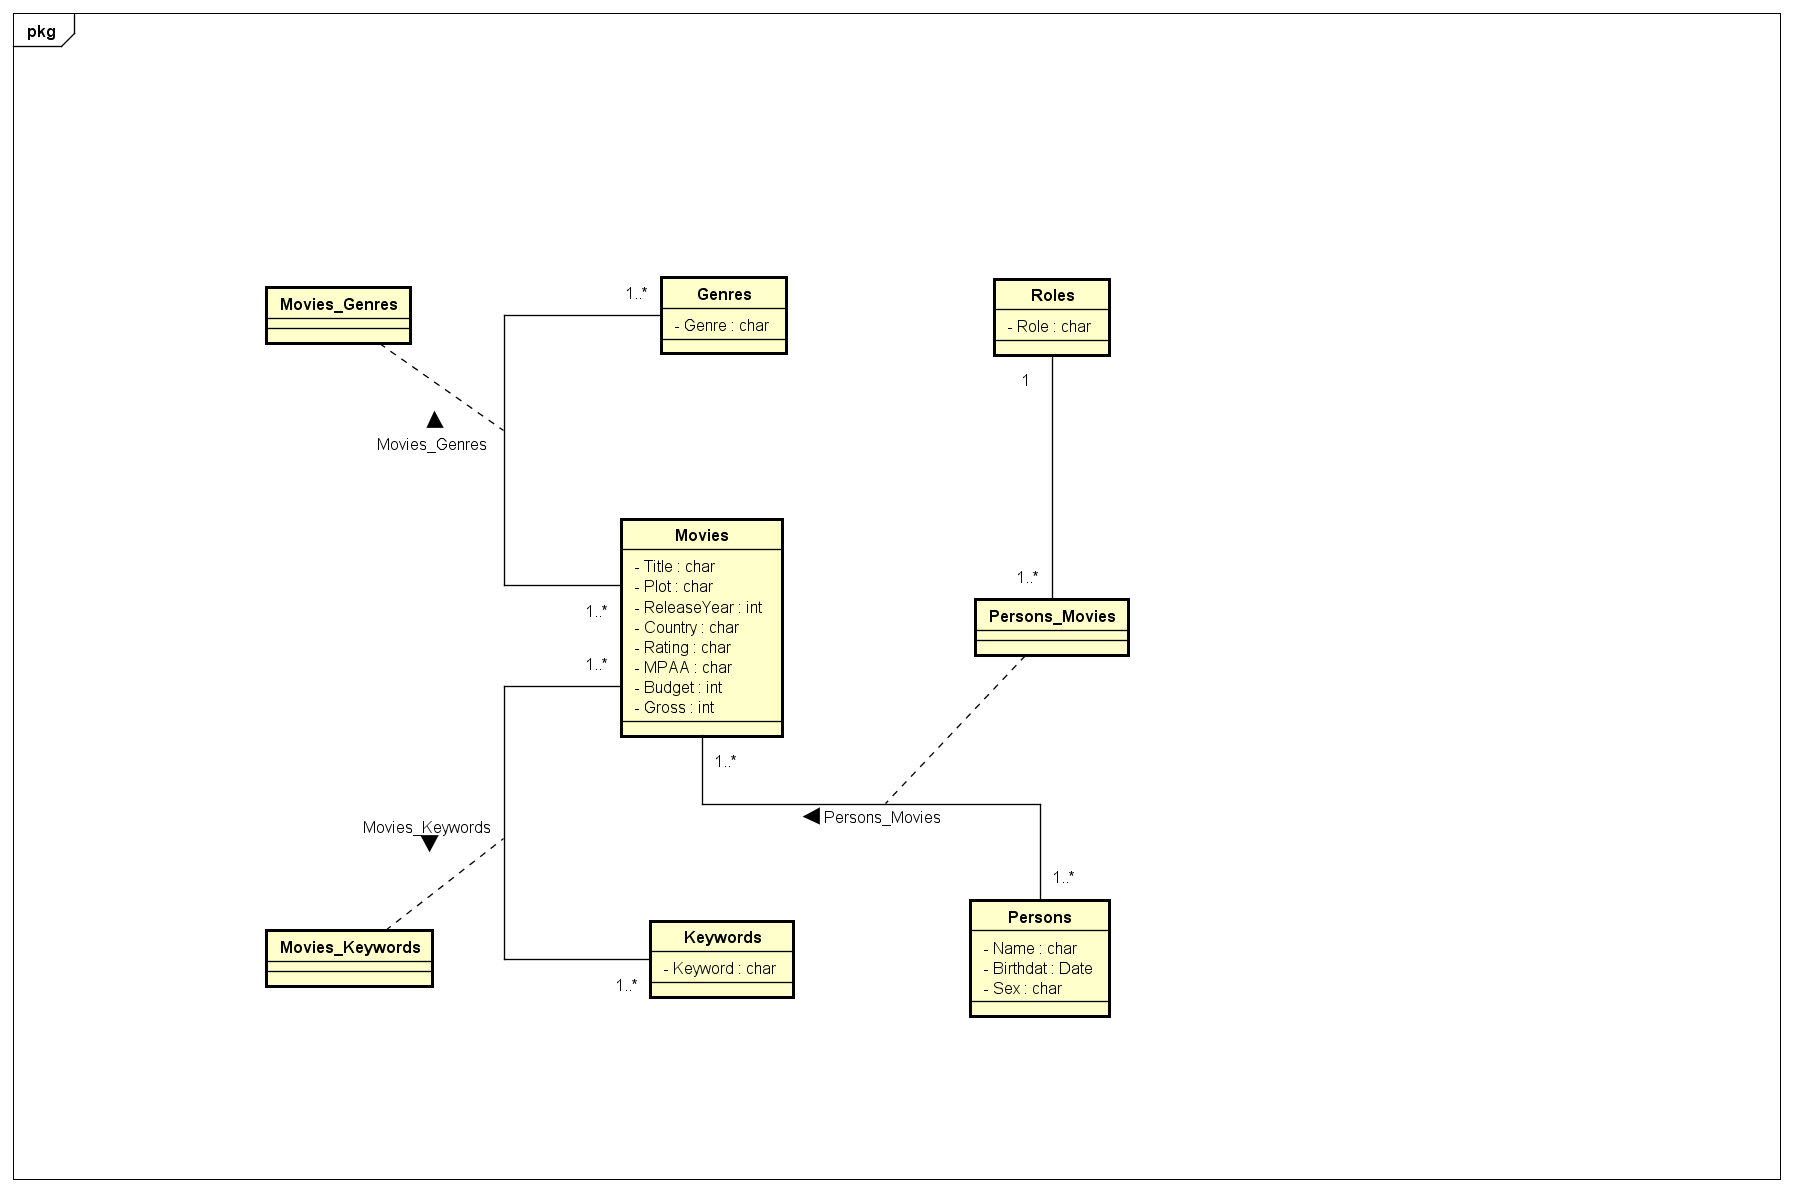 pkg
Movies_Genres
1..*
Genres
- Genre : char
Roles
- Role : char
1
Movies_Genres
Movies
- Title : char
- Plot : char
- ReleaseYear : int
- Country : char
- Rating : char
- MPAA : char
- Budget : int
- Gross : int
1..*
1..*
1..*
Persons_Movies
1..*
Persons_Movies
Movies_Keywords
Movies_Keywords
Keywords
- Keyword : char
1..*
1..*
Persons
- Name : char
- Birthdat : Date
- Sex : char